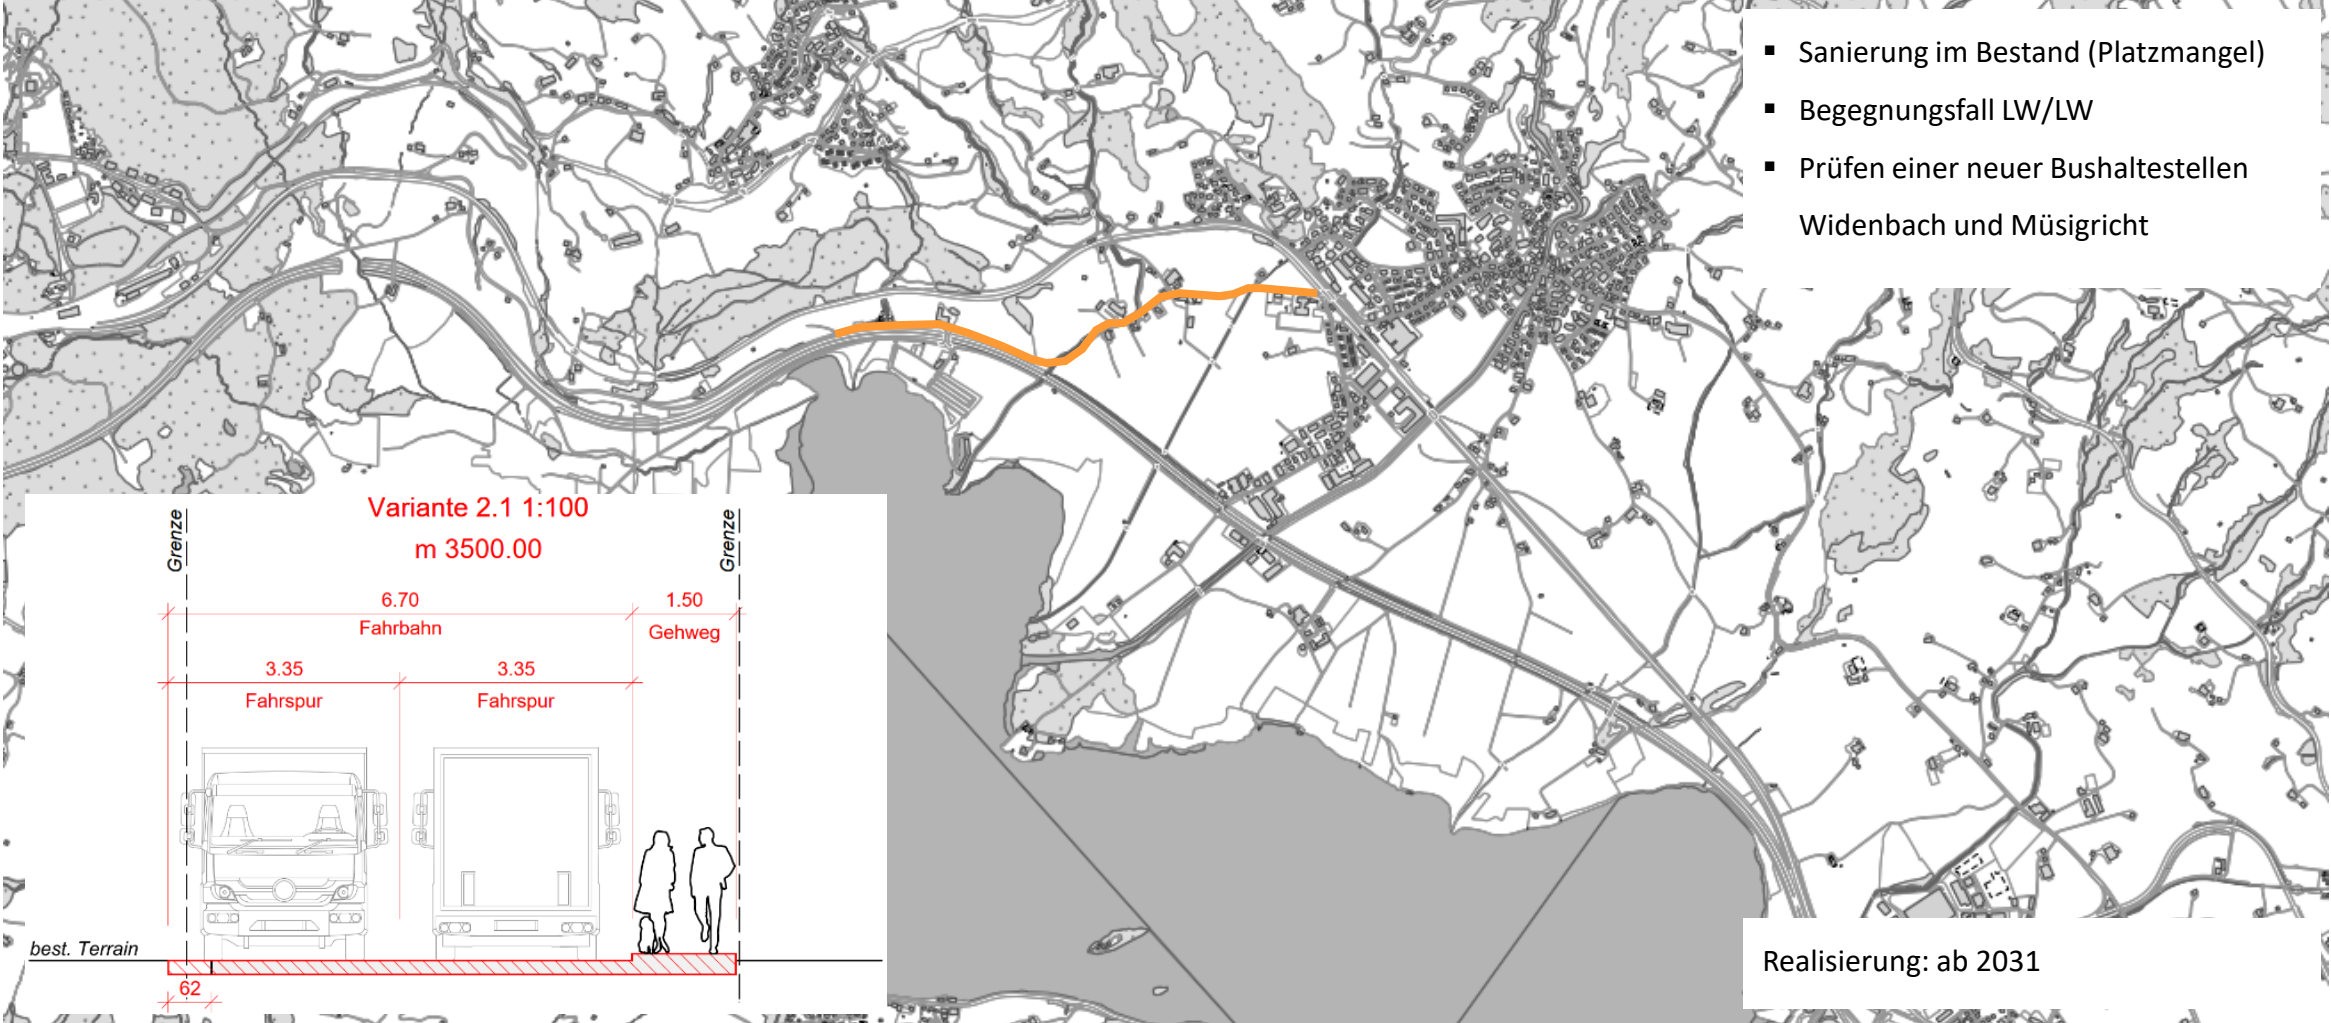 ▪ Sanierung im Bestand (Platzmangel)
▪ Begegnungsfall LW/LW
▪ Prüfen einer neuer Bushaltestellen
Widenbach und Müsigricht
Variante 2.1 1:100
m 3500.00
Grenze
Grenze
6.70
1.50
Fahrbahn
Gehweg
3.35
3.35
Fahrspur
Fahrspur
best. Terrain
62
Realisierung: ab 2031